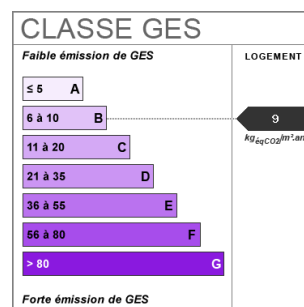 CLASSE GES
Faible émission de GES
LOGEMENT
≤ 5 A
6 à 10 B
9
kgéqCO2/m².an
11 à 20 C
21 à 35 D
36 à 55 E
56 à 80 F
> 80 G
Forte émission de GES